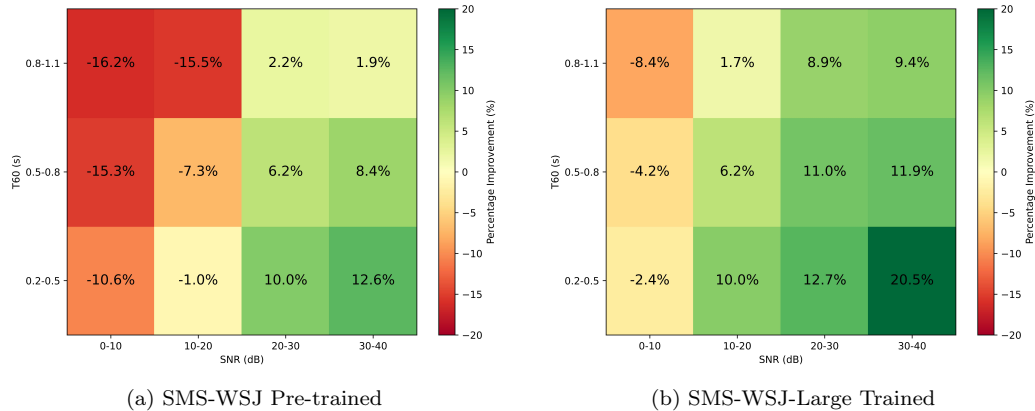 0.8-1.1
0.5-0.8
0.2-0.5
T60 (s)
-16.2% -15.5% 2.2% 1.9%
-15.3% -7.3% 6.2% 8.4%
-10.6% -1.0% 10.0% 12.6%
0-10 10-20 20-30 30-40
SNR (dB)
20
15
10
5
0
−5
−10
−15
−20
Percentage Improvement (%)
(a) SMS-WSJ Pre-trained
0.8-1.1
0.5-0.8
0.2-0.5
T60 (s)
-8.4% 1.7% 8.9% 9.4%
-4.2% 6.2% 11.0% 11.9%
-2.4% 10.0% 12.7% 20.5%
0-10 10-20 20-30 30-40
SNR (dB)
20
15
10
5
0
−5
−10
−15
−20
Percentage Improvement (%)
(b) SMS-WSJ-Large Trained